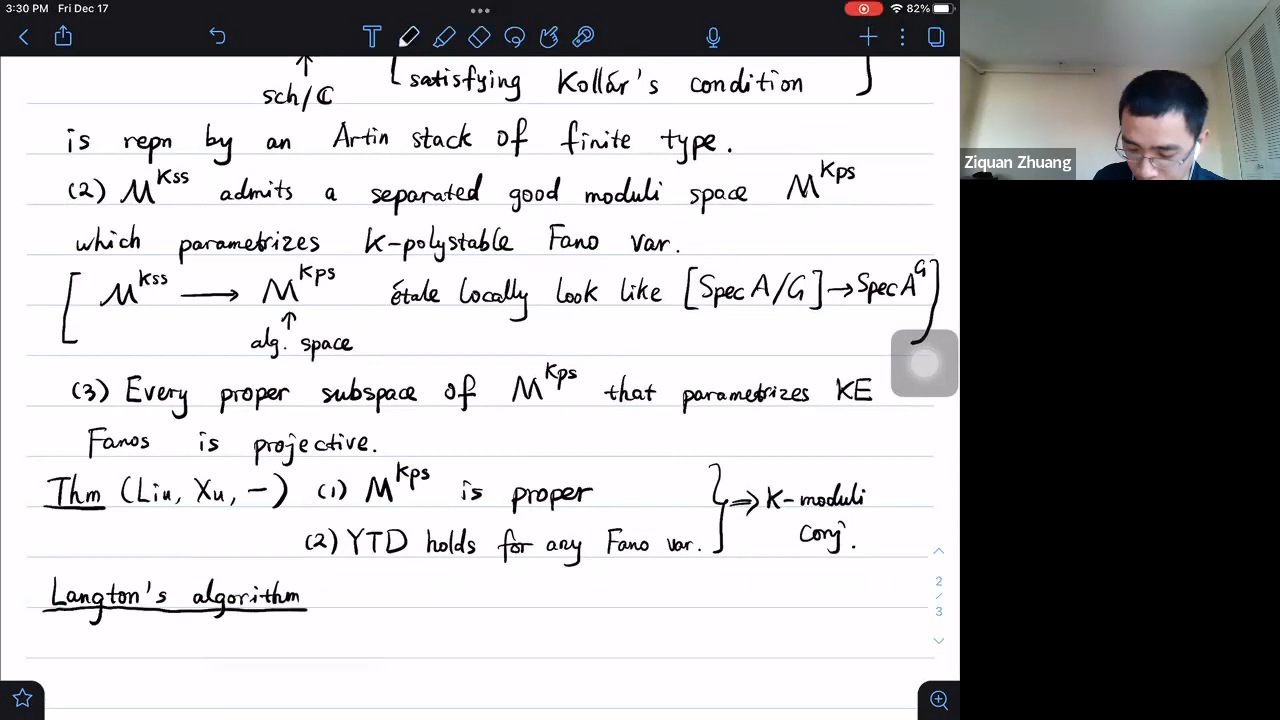 3:30 PM Fri Dec 17
82%
satisfying Kollár's condition
sch/ℂ
is repn by an Artin stack of finite type.
(2) M^Kss admits a separated good moduli space M^Kps
which parametrizes K-polystable Fano var.
[ M^Kss ⟶ M^Kps étale locally look like [Spec A/G] → Spec A^G ]
↑
alg. space
(3) Every proper subspace of M^Kps that parametrizes KE
Fanos is projective.
Thm (Liu, Xu, –) (1) M^Kps is proper
(2) YTD holds for any Fano var.
} ⇒ K-moduli
conj.
Langton's algorithm
2
/
3
Ziquan Zhuang